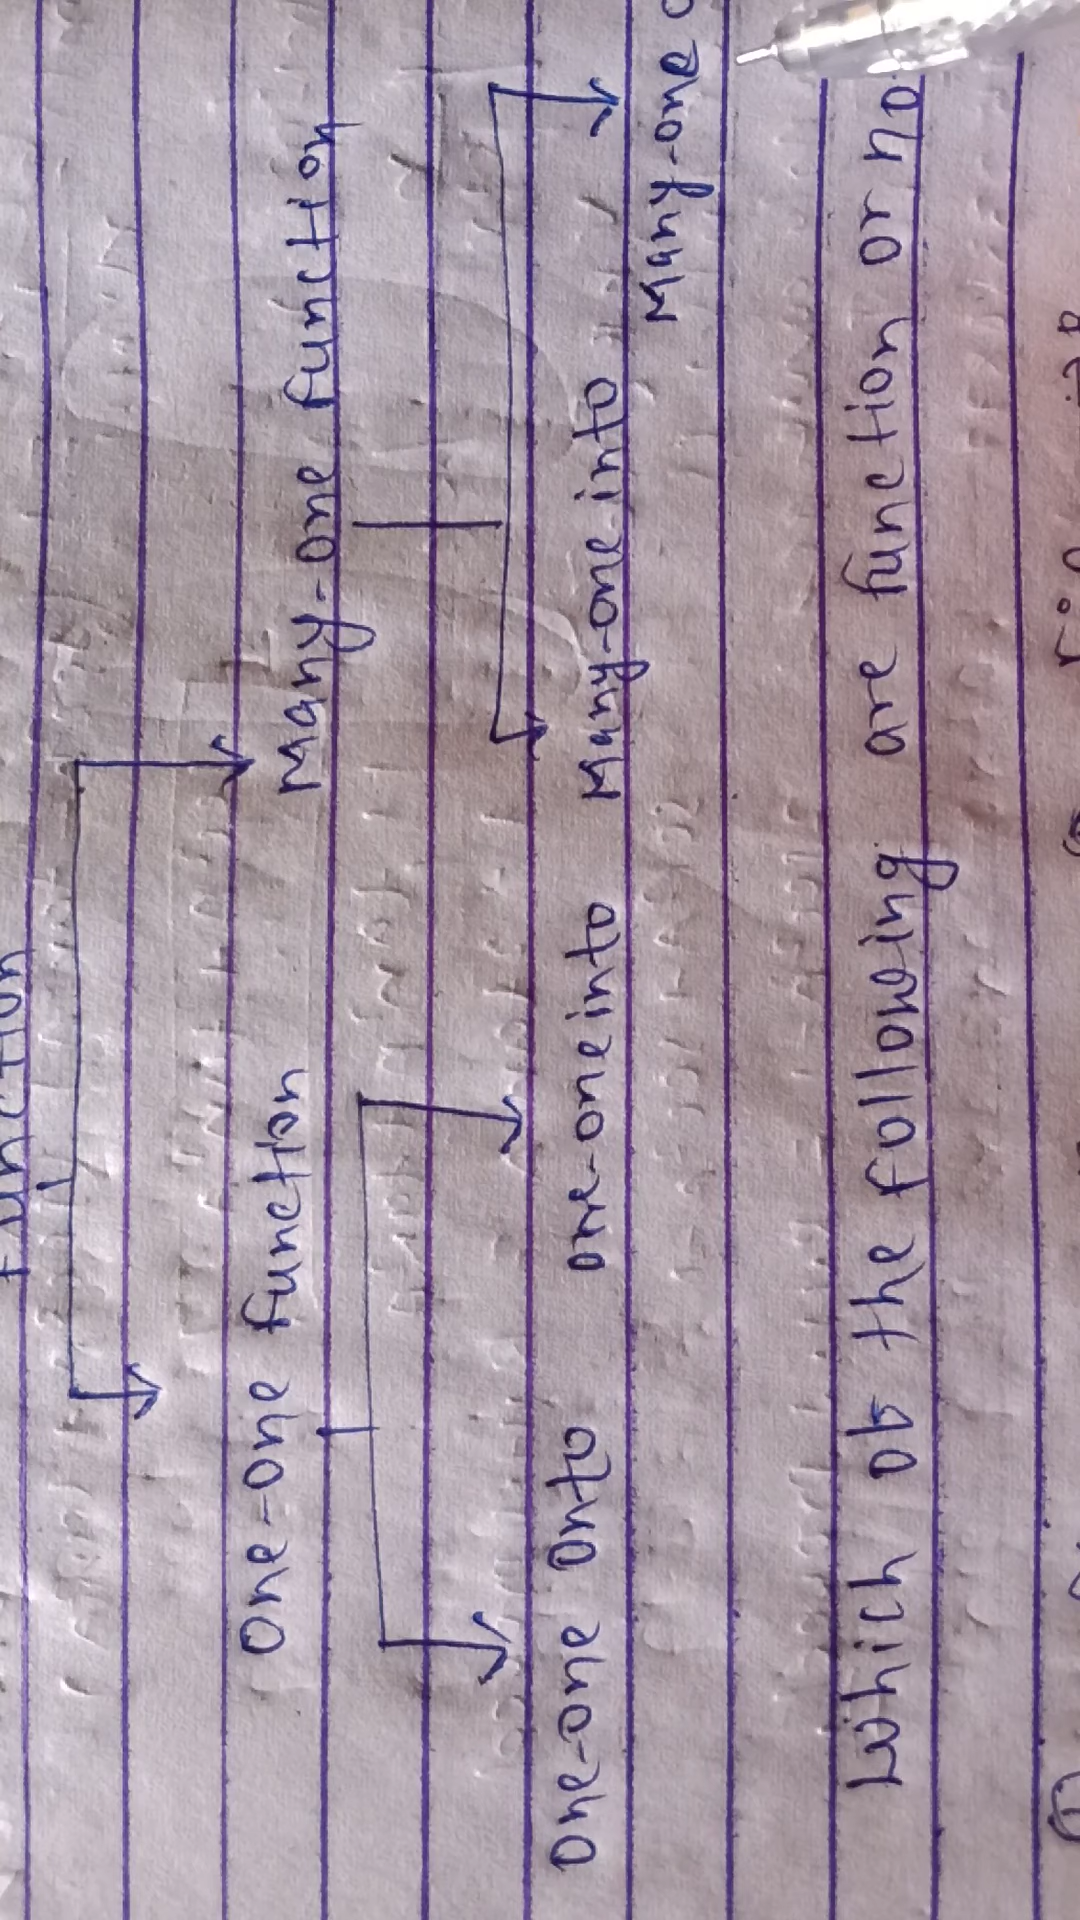 Function
One-one function Many-one function
One-one Onto one-one into Many-one into Many-one
Which of the following are function or